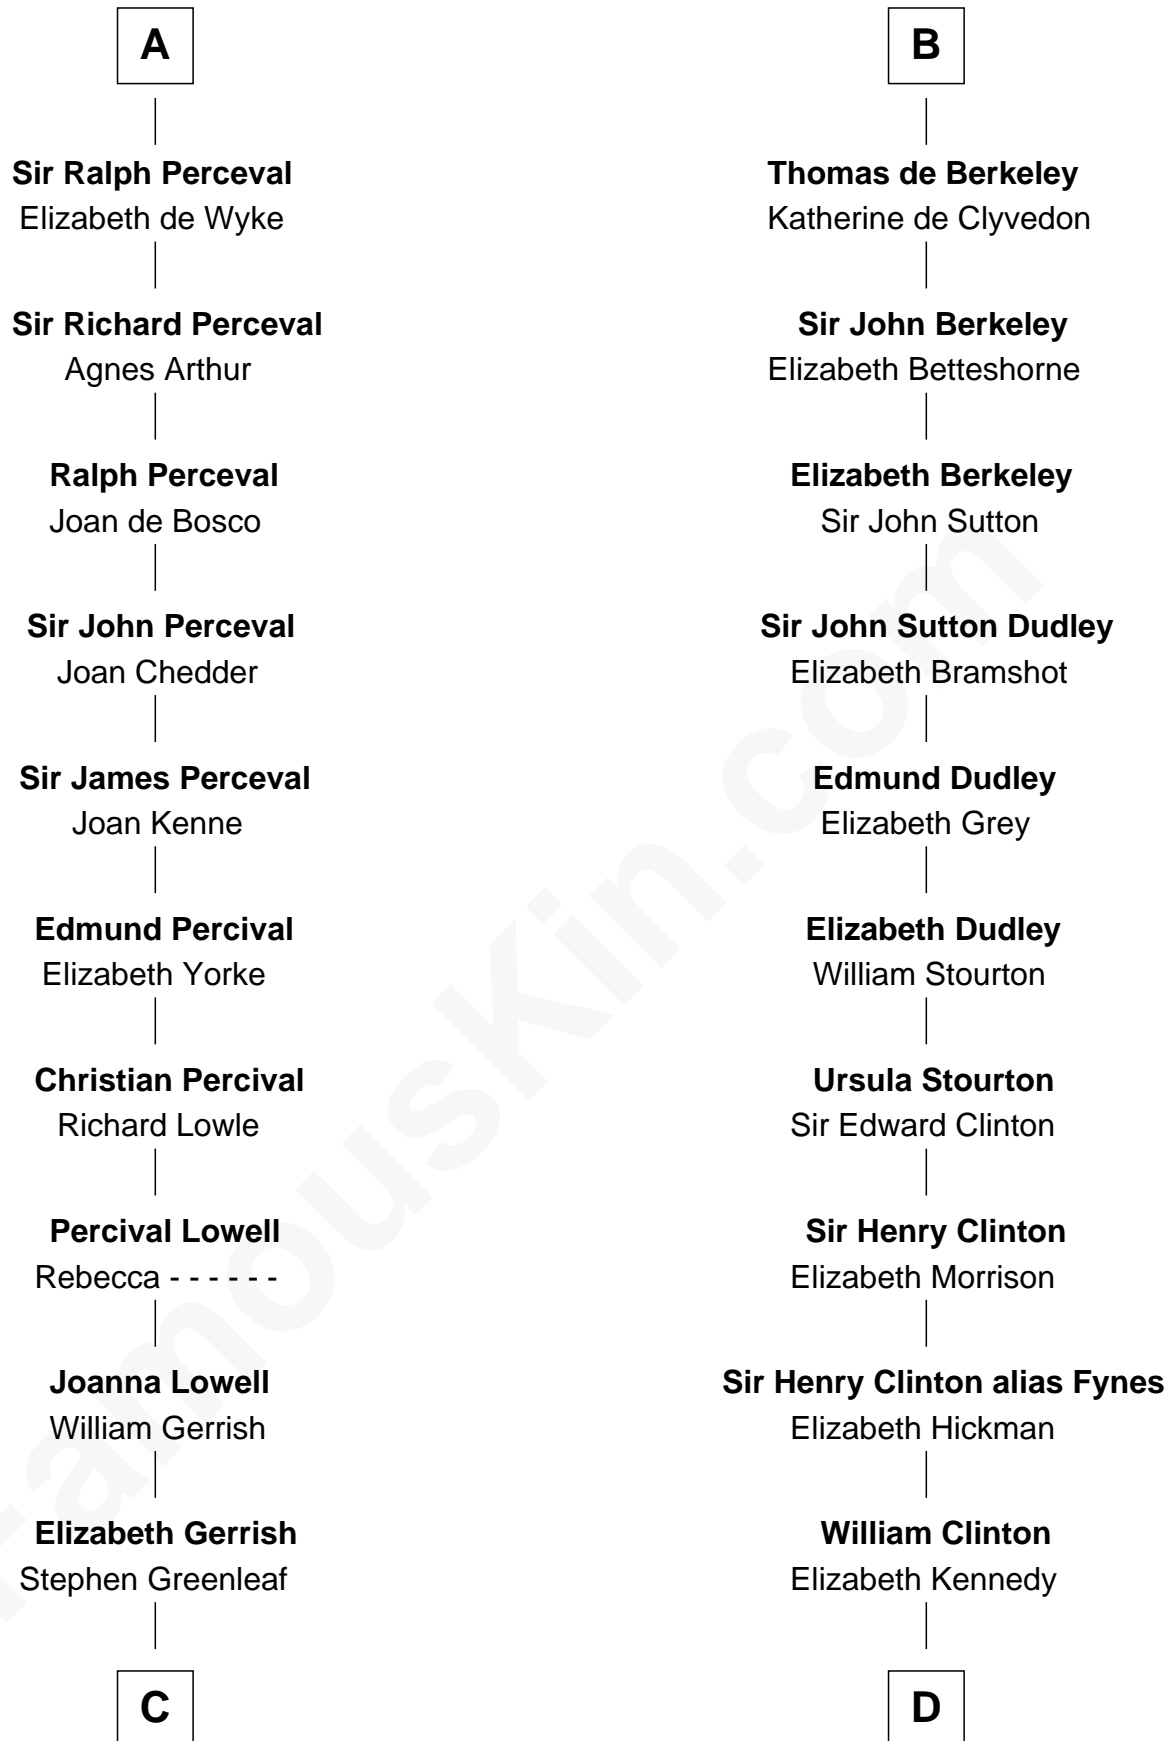 A
Sir Ralph Perceval
Elizabeth de Wyke
Sir Richard Perceval
Agnes Arthur
Ralph Perceval
Joan de Bosco
Sir John Perceval
Joan Chedder
Sir James Perceval
Joan Kenne
Edmund Percival
Elizabeth Yorke
Christian Percival
Richard Lowle
Percival Lowell
Rebecca - - - - - -
Joanna Lowell
William Gerrish
Elizabeth Gerrish
Stephen Greenleaf
C
B
Thomas de Berkeley
Katherine de Clyvedon
Sir John Berkeley
Elizabeth Betteshorne
Elizabeth Berkeley
Sir John Sutton
Sir John Sutton Dudley
Elizabeth Bramshot
Edmund Dudley
Elizabeth Grey
Elizabeth Dudley
William Stourton
Ursula Stourton
Sir Edward Clinton
Sir Henry Clinton
Elizabeth Morrison
Sir Henry Clinton alias Fynes
Elizabeth Hickman
William Clinton
Elizabeth Kennedy
D
FamousKin.com